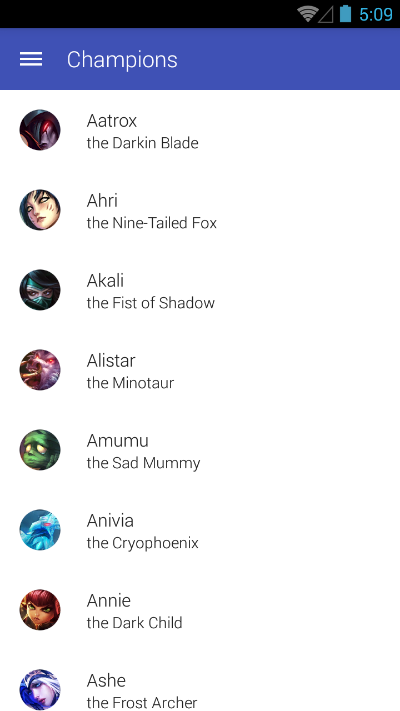 5:09
Champions
Aatrox
the Darkin Blade
Ahri
the Nine-Tailed Fox
Akali
the Fist of Shadow
Alistar
the Minotaur
Amumu
the Sad Mummy
Anivia
the Cryophoenix
Annie
the Dark Child
Ashe
the Frost Archer